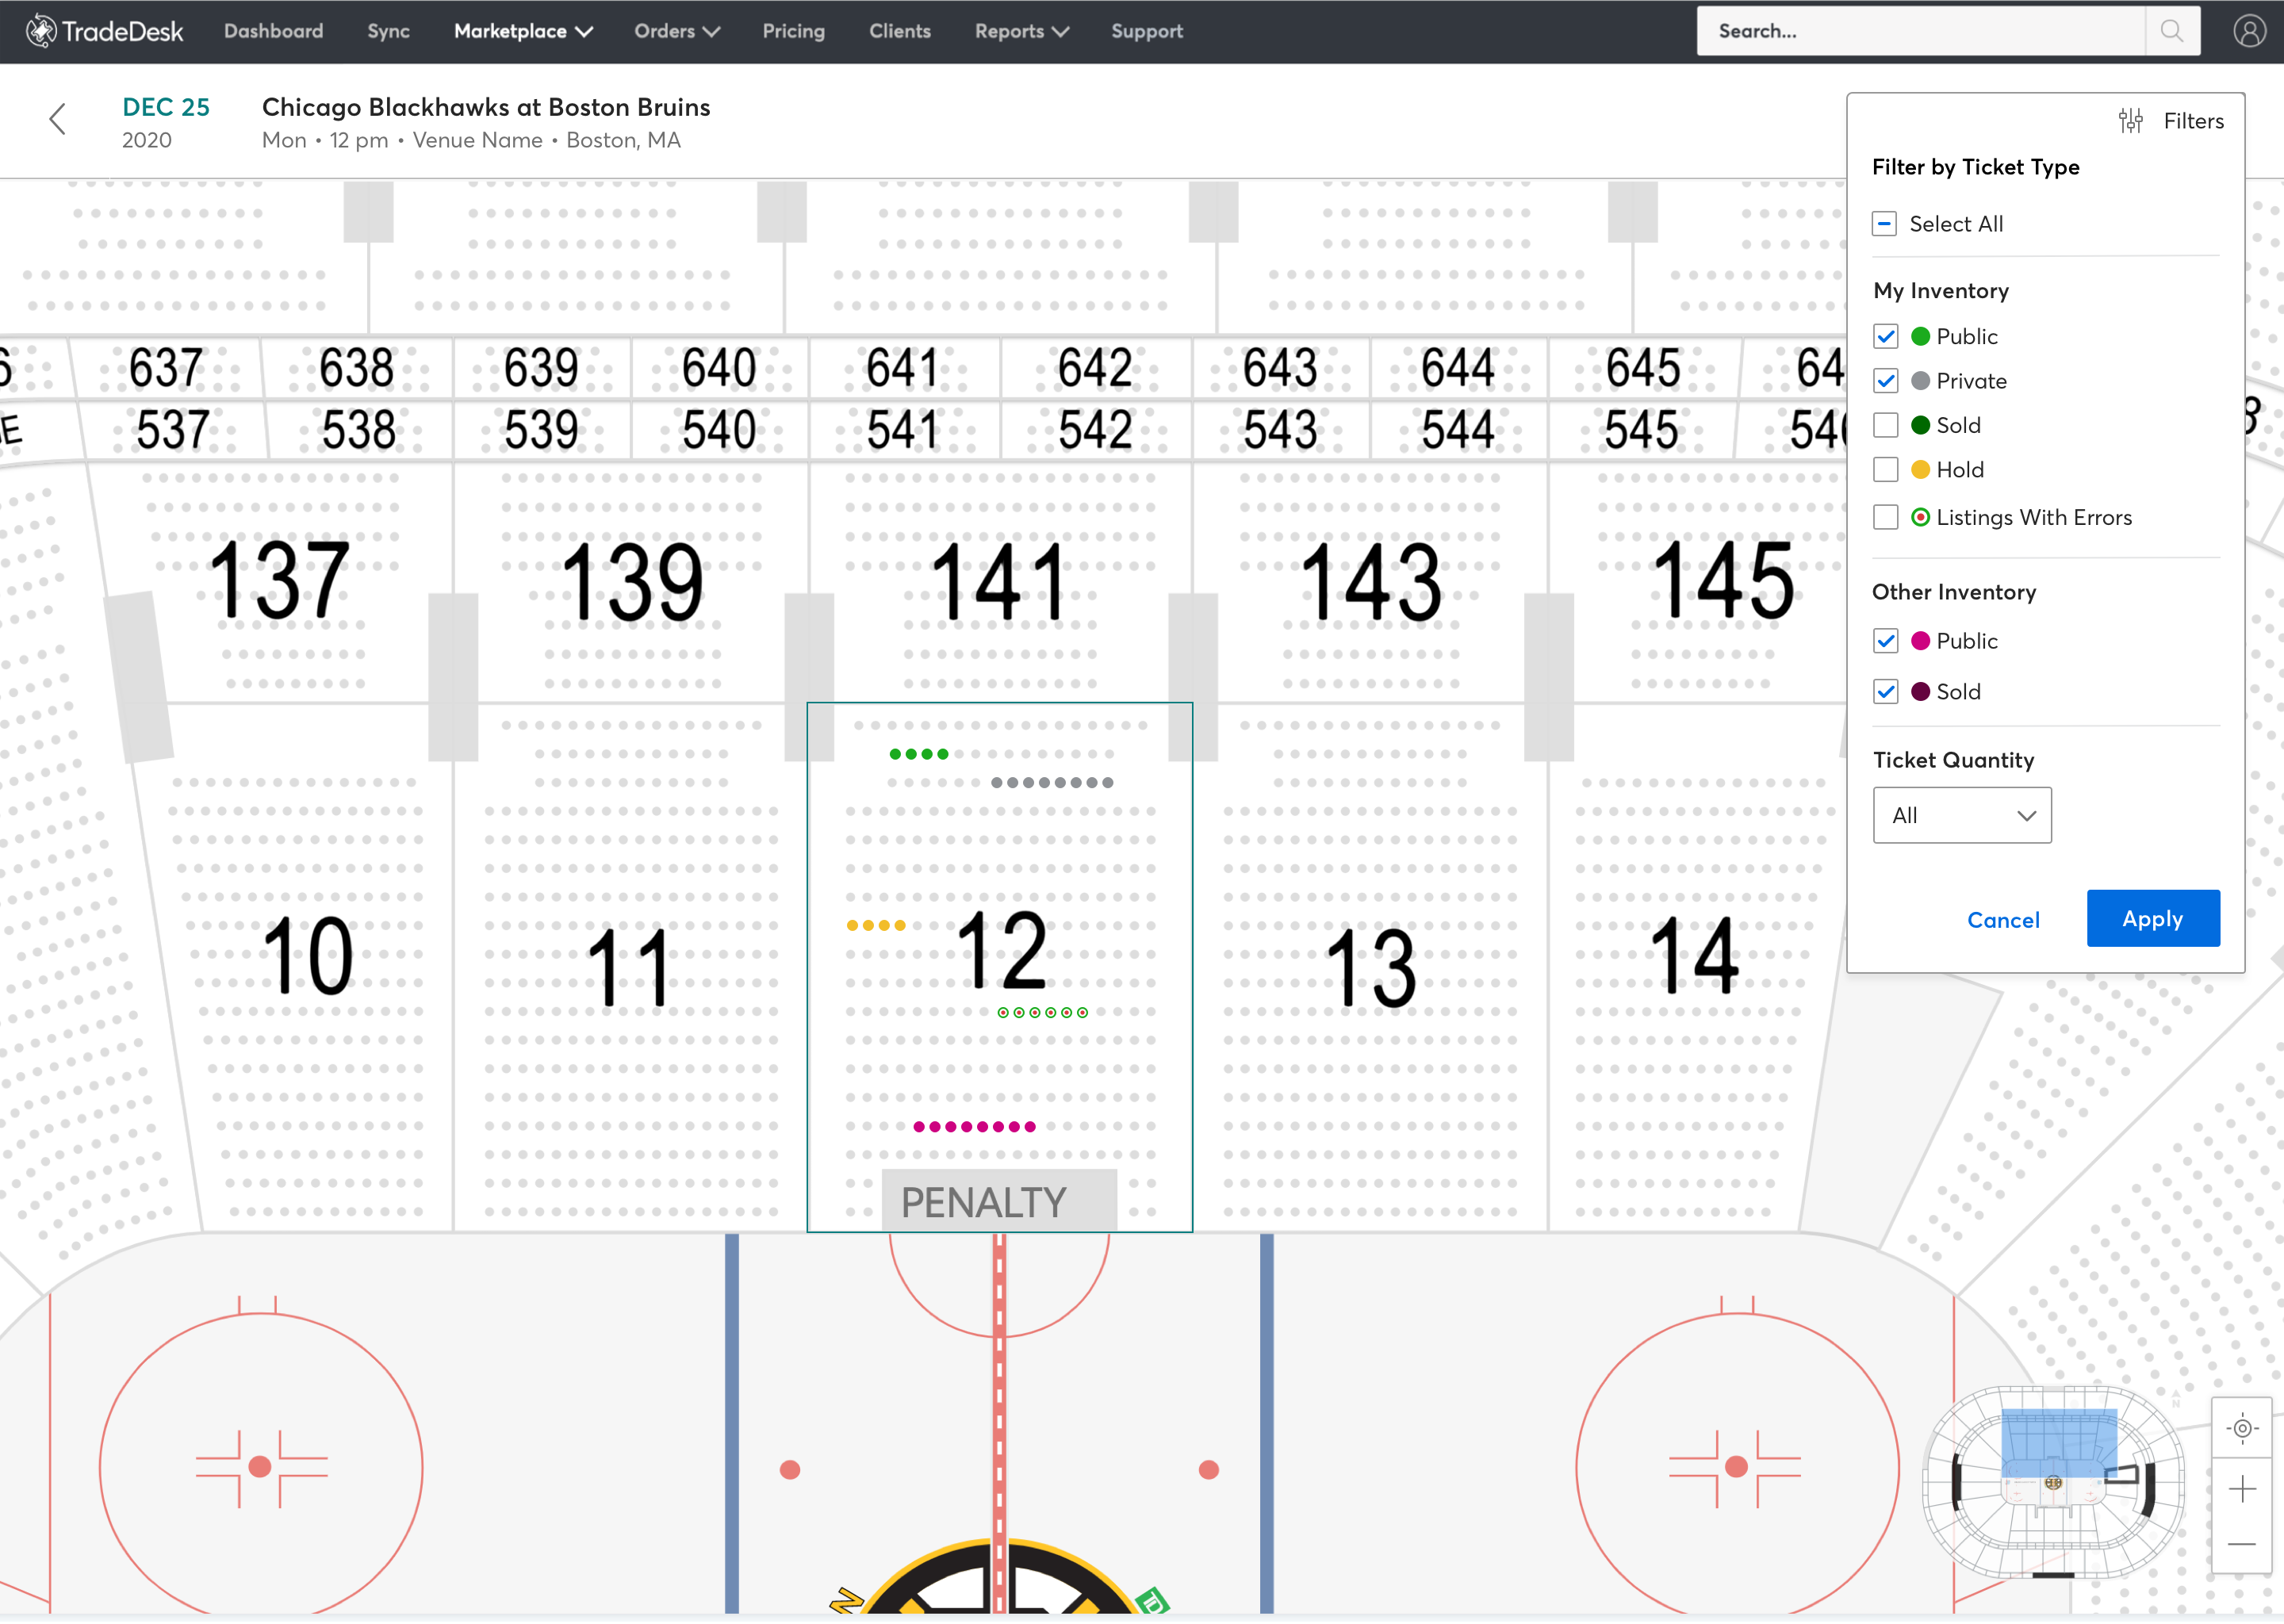 TradeDesk Dashboard Sync Marketplace Orders Pricing Clients Reports Support Search...
DEC 25 Chicago Blackhawks at Boston Bruins
2020 Mon • 12 pm • Venue Name • Boston, MA
Filters
Filter by Ticket Type
Select All
My Inventory
Public
Private
Sold
Hold
Listings With Errors
Other Inventory
Public
Sold
Ticket Quantity
All
Cancel Apply
637 638 639 640 641 642 643 644 645 64
537 538 539 540 541 542 543 544 545 54
137 139 141 143 145
10 11 12 13 14
PENALTY
N
TD
N